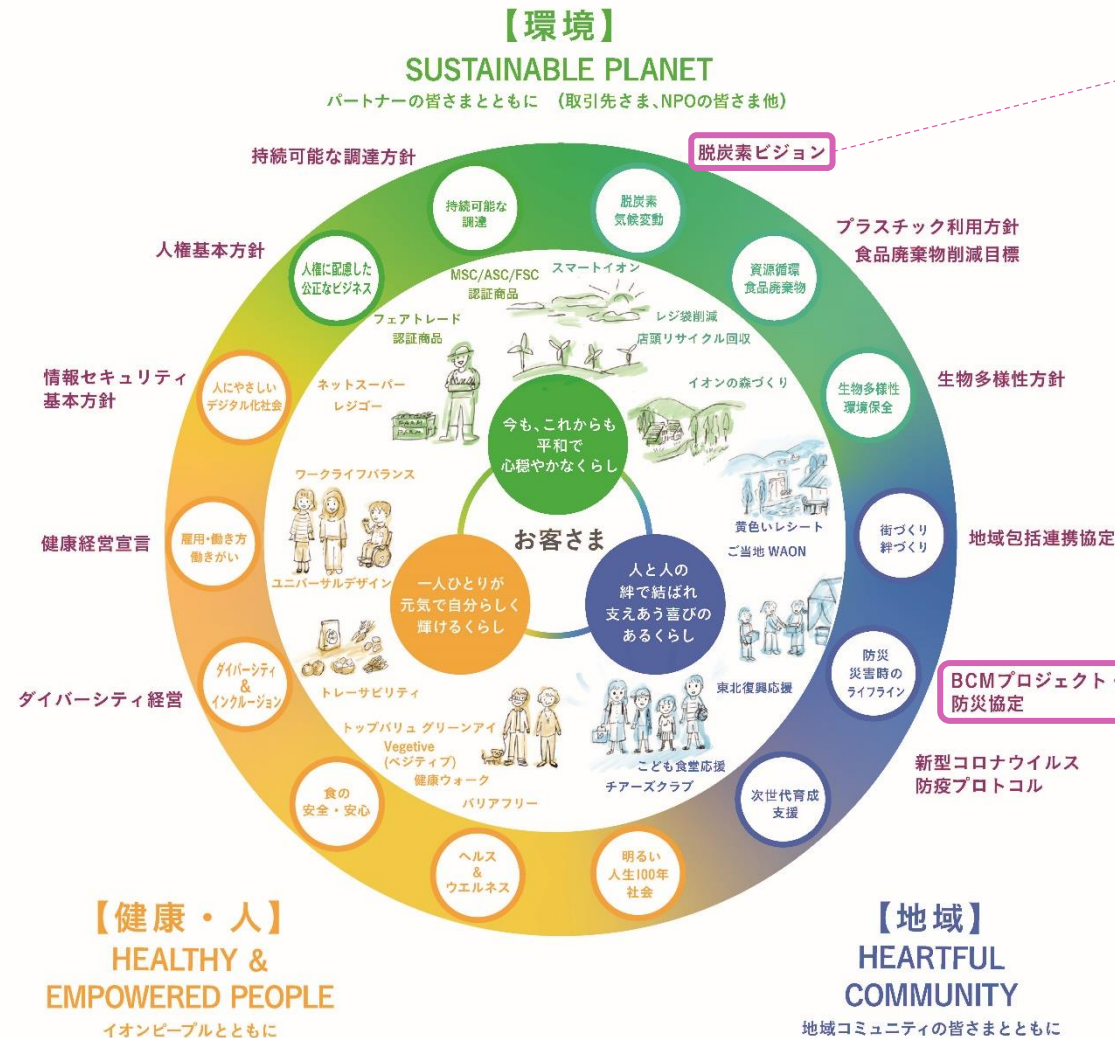 【環境】
SUSTAINABLE PLANET
パートナーの皆さまとともに (取引先さま、NPOの皆さま他)
持続可能な調達方針
脱炭素ビジョン
人権基本方針
プラスチック利用方針
食品廃棄物削減目標
情報セキュリティ
基本方針
生物多様性方針
健康経営宣言
地域包括連携協定
ダイバーシティ経営
BCMプロジェクト・
防災協定
新型コロナウイルス
防疫プロトコル
持続可能な
調達
脱炭素
気候変動
人権に配慮した
公正なビジネス
資源循環
食品廃棄物
人にやさしい
デジタル化社会
生物多様性
環境保全
雇用・働き方
働きがい
街づくり
絆づくり
ダイバーシティ
&
インクルージョン
防災
災害時の
ライフライン
食の
安全・安心
次世代育成
支援
ヘルス
&
ウエルネス
明るい
人生100年
社会
MSC/ASC/FSC
認証商品
スマートイオン
フェアトレード
認証商品
レジ袋削減
店頭リサイクル回収
ネットスーパー
レジゴー
イオンの森づくり
今も、これからも
平和で
心穏やかなくらし
ワークライフバランス
ユニバーサルデザイン
お客さま
黄色いレシート
ご当地 WAON
一人ひとりが
元気で自分らしく
輝けるくらし
人と人の
絆で結ばれ
支えあう喜びの
あるくらし
トレーサビリティ
東北復興応援
トップバリュ グリーンアイ
Vegetive
(ベジティブ)
健康ウォーク
バリアフリー
こども食堂応援
チアーズクラブ
【健康・人】
HEALTHY &
EMPOWERED PEOPLE
イオンピープルとともに
【地域】
HEARTFUL
COMMUNITY
地域コミュニティの皆さまとともに